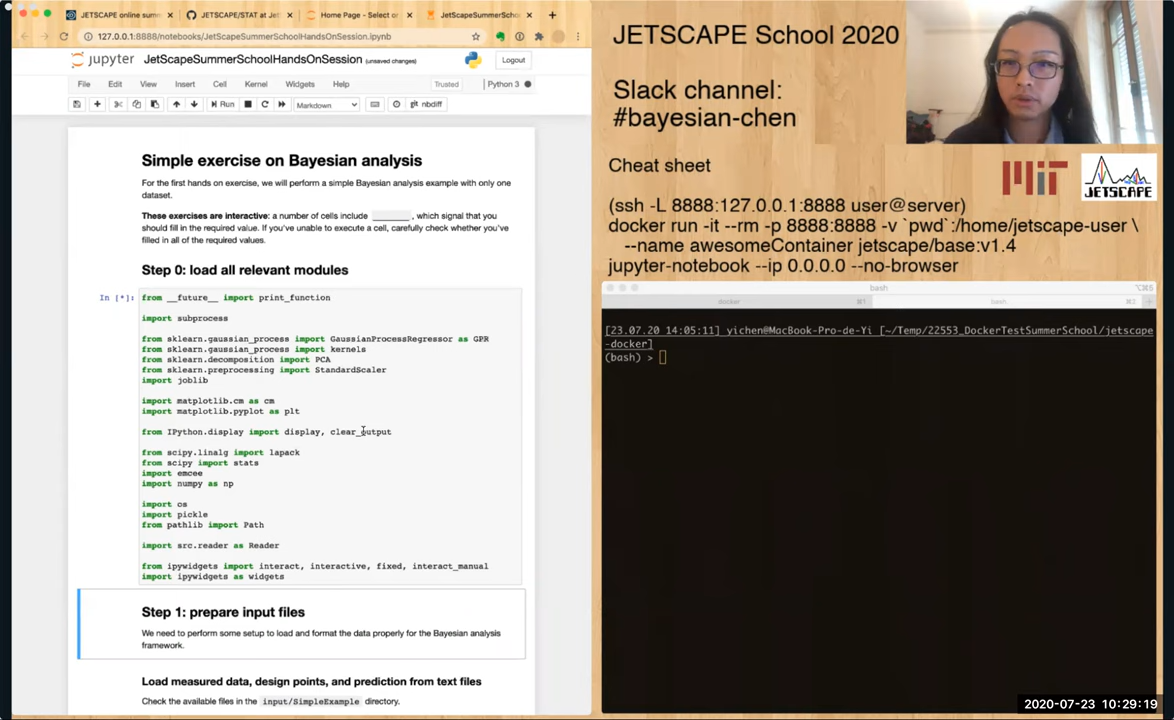 JETSCAPE online summ
JETSCAPE/STAT at Jet
Home Page - Select or
JetScapeSummerScho
127.0.0.1:8888/notebooks/JetScapeSummerSchoolHandsOnSession.ipynb
jupyter JetScapeSummerSchoolHandsOnSession (unsaved changes)
Logout
File Edit View Insert Cell Kernel Widgets Help
Trusted
Python 3
Run
Markdown
nbdiff
Simple exercise on Bayesian analysis
For the first hands on exercise, we will perform a simple Bayesian analysis example with only one
dataset.
These exercises are interactive: a number of cells include ______, which signal that you
should fill in the required value. If you've unable to execute a cell, carefully check whether you've
filled in all of the required values.
Step 0: load all relevant modules
In [*]:
from __future__ import print_function
import subprocess
from sklearn.gaussian_process import GaussianProcessRegressor as GPR
from sklearn.gaussian_process import kernels
from sklearn.decomposition import PCA
from sklearn.preprocessing import StandardScaler
import joblib
import matplotlib.cm as cm
import matplotlib.pyplot as plt
from IPython.display import display, clear_output
from scipy.linalg import lapack
from scipy import stats
import emcee
import numpy as np
import os
import pickle
from pathlib import Path
import src.reader as Reader
from ipywidgets import interact, interactive, fixed, interact_manual
import ipywidgets as widgets
Step 1: prepare input files
We need to perform some setup to load and format the data properly for the Bayesian analysis
framework.
Load measured data, design points, and prediction from text files
Check the available files in the input/SimpleExample directory.
JETSCAPE School 2020
Slack channel:
#bayesian-chen
Cheat sheet
MIT
JETSCAPE
(ssh -L 8888:127.0.0.1:8888 user@server)
docker run -it --rm -p 8888:8888 -v `pwd`:/home/jetscape-user \
--name awesomeContainer jetscape/base:v1.4
jupyter-notebook --ip 0.0.0.0 --no-browser
bash
⌥⌘6
docker
⌘1
bash
⌘2
[23.07.20 14:05:11] yichen@MacBook-Pro-de-Yi [~/Temp/22553_DockerTestSummerSchool/jetscape
-docker]
(bash) >
2020-07-23 10:29:19